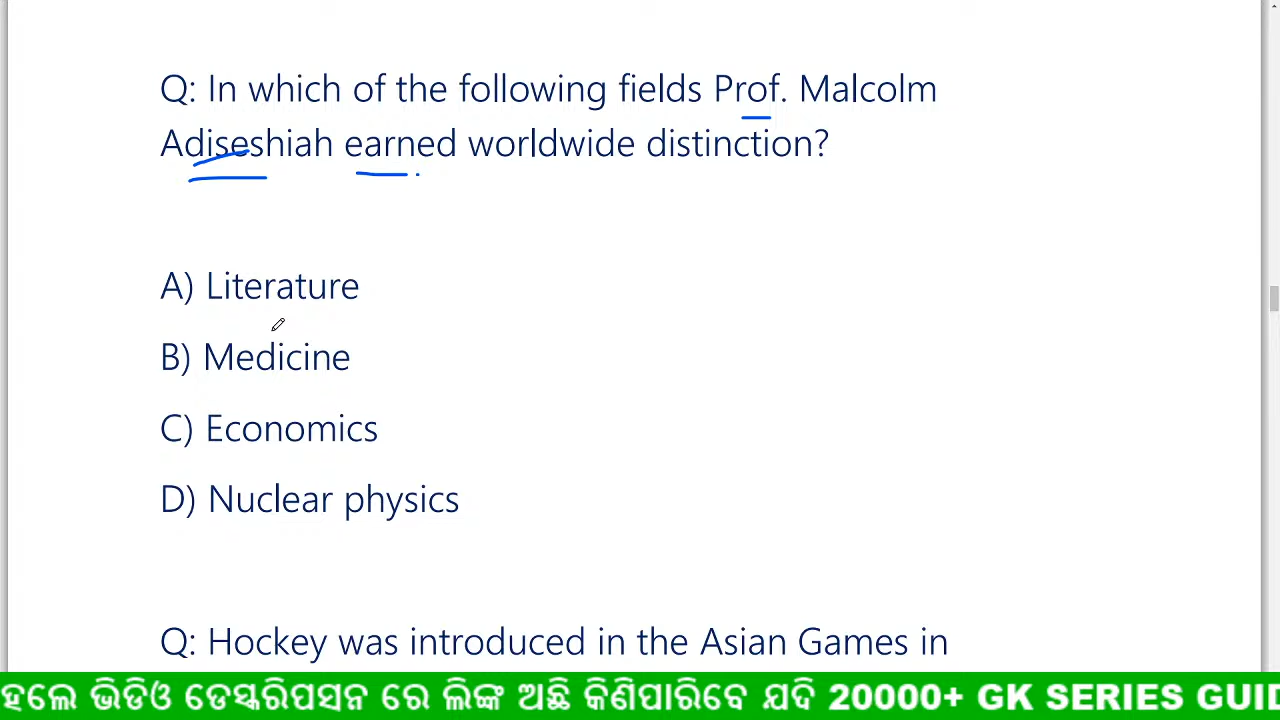 Q: In which of the following fields Prof. Malcolm
Adiseshiah earned worldwide distinction?
A) Literature
B) Medicine
C) Economics
D) Nuclear physics
Q: Hockey was introduced in the Asian Games in
ହଲେ ଭିଡିଓ ଡେସ୍କରିପସନ ରେ ଲିଙ୍କ ଅଛି କିଣିପାରିବେ ଯଦି 20000+ GK SERIES GUID